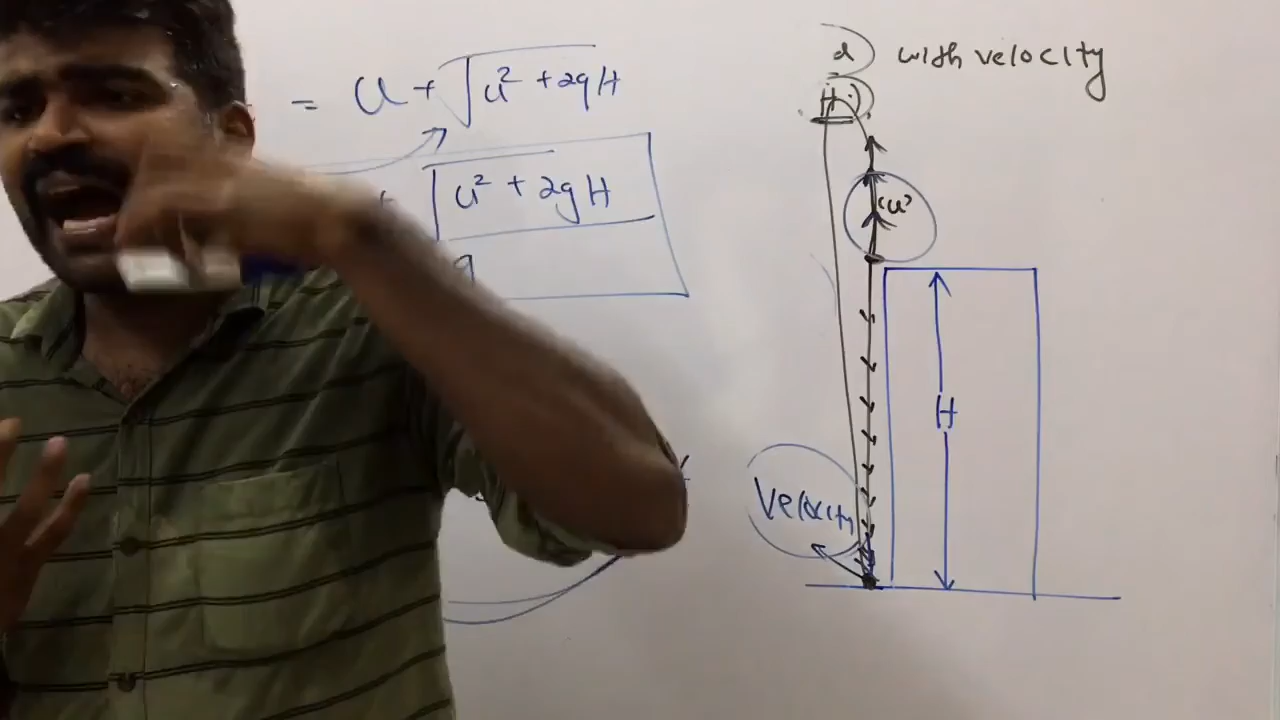 = u + √u² + 2gH
√u² + 2gH
g
d) with velocity
H
'u'
H
Velocity